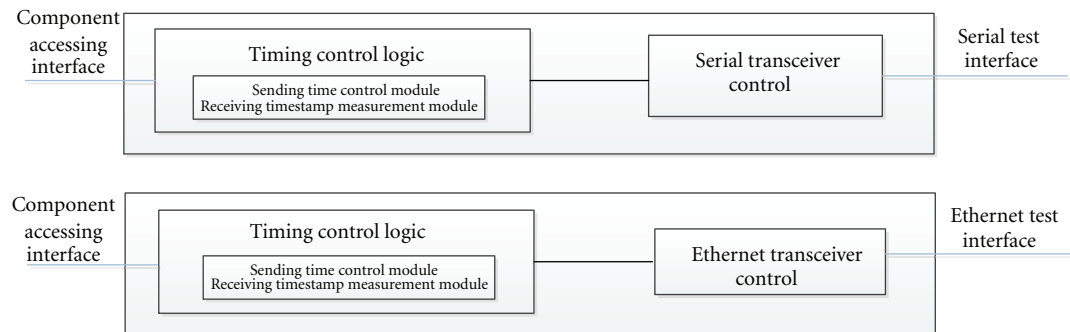 Component
accessing
interface
Timing control logic
Sending time control module
Receiving timestamp measurement module
Serial transceiver
control
Serial test
interface
Component
accessing
interface
Timing control logic
Sending time control module
Receiving timestamp measurement module
Ethernet transceiver
control
Ethernet test
interface